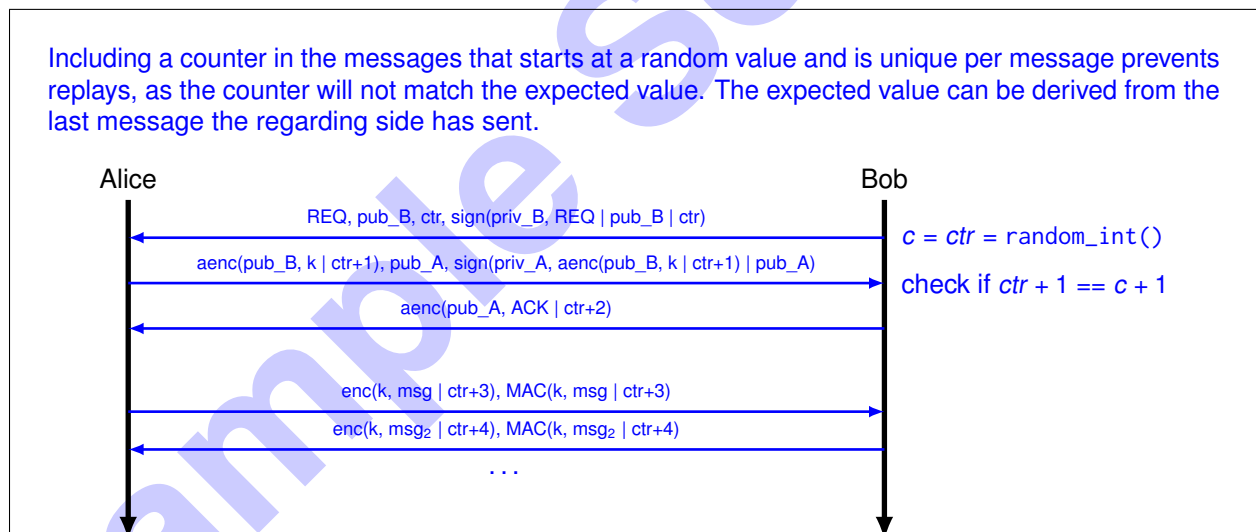 Including a counter in the messages that starts at a random value and is unique per message prevents
replays, as the counter will not match the expected value. The expected value can be derived from the
last message the regarding side has sent.
Alice
Bob
REQ, pub_B, ctr, sign(priv_B, REQ | pub_B | ctr)
c = ctr = random_int()
aenc(pub_B, k | ctr+1), pub_A, sign(priv_A, aenc(pub_B, k | ctr+1) | pub_A)
check if ctr + 1 == c + 1
aenc(pub_A, ACK | ctr+2)
enc(k, msg | ctr+3), MAC(k, msg | ctr+3)
enc(k, msg₂ | ctr+4), MAC(k, msg₂ | ctr+4)
. . .
ample S